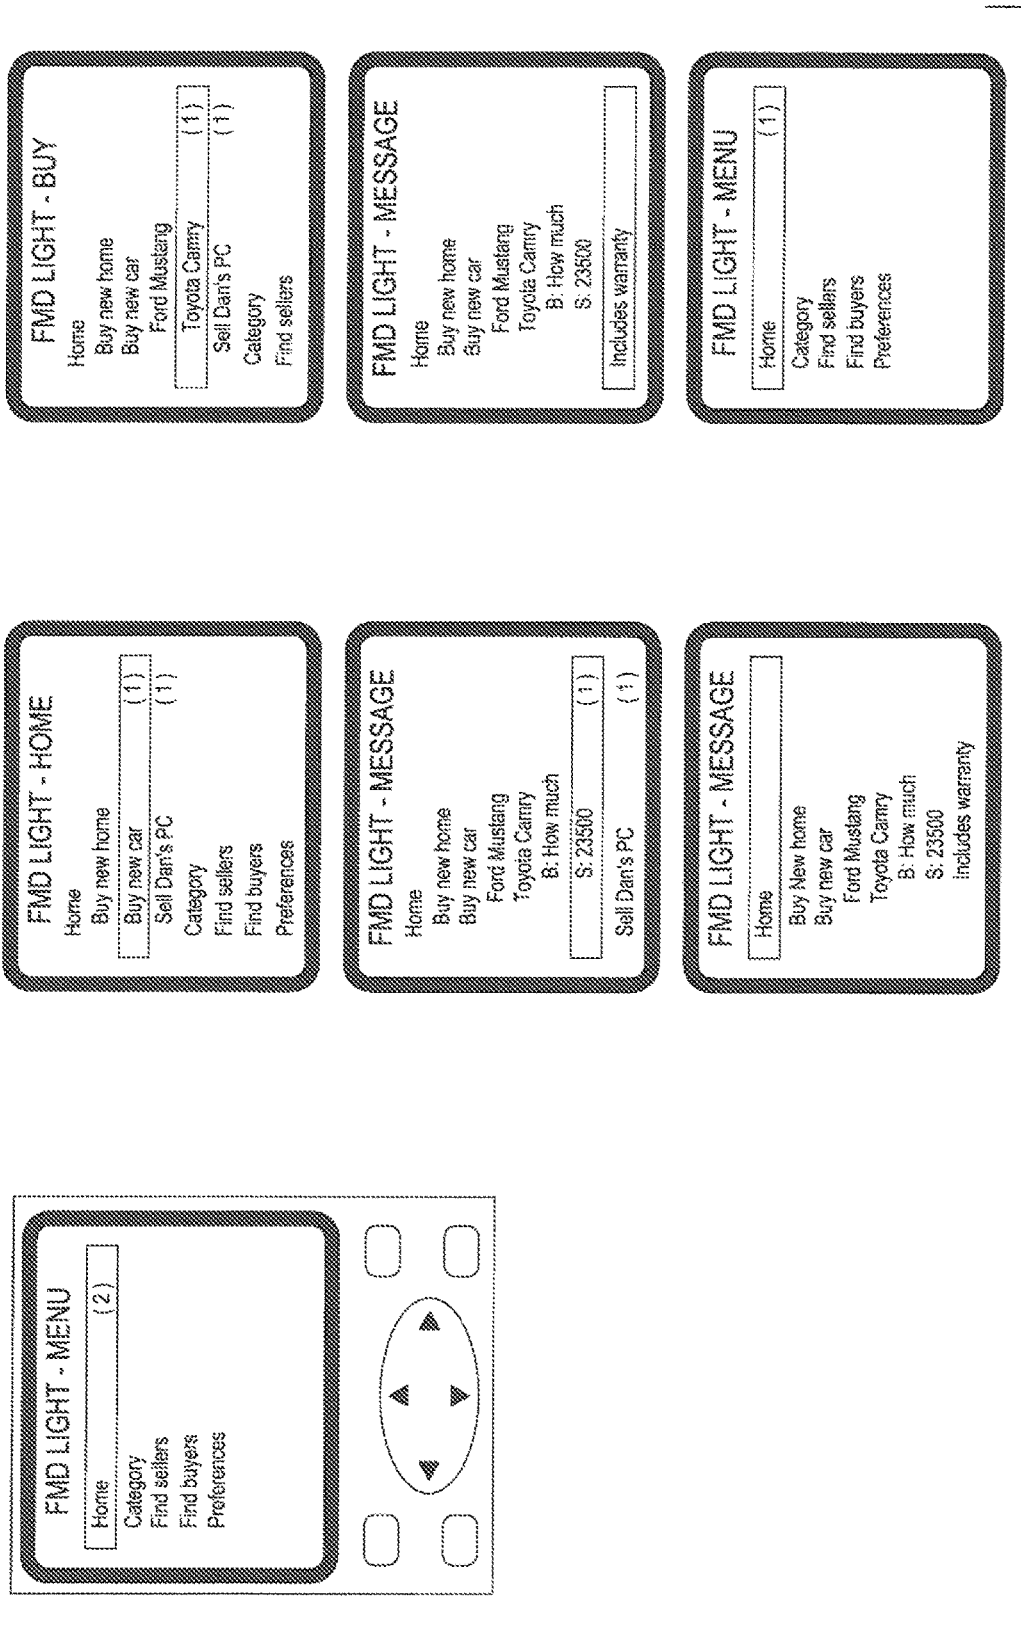 FMD LIGHT - MENU
Home (2)
Category
Find sellers
Find buyers
Preferences
FMD LIGHT - HOME
Home
Buy new home
Buy new car (1)
Sell Dan's PC (1)
Category
Find sellers
Find buyers
Preferences
FMD LIGHT - BUY
Home
Buy new home
Buy new car
Ford Mustang
Toyota Camry (1)
Sell Dan's PC (1)
Category
Find sellers
FMD LIGHT - MESSAGE
Home
Buy new home
Buy new car
Ford Mustang
Toyota Camry
B: How much
S: 23500 (1)
Sell Dan's PC (1)
FMD LIGHT - MESSAGE
Home
Buy new home
Buy new car
Ford Mustang
Toyota Camry
B: How much
S: 23500
Includes warranty
FMD LIGHT - MESSAGE
Home
Buy New home
Buy new car
Ford Mustang
Toyota Camry
B: How much
S: 23500
Includes warranty
FMD LIGHT - MENU
Home (1)
Category
Find sellers
Find buyers
Preferences